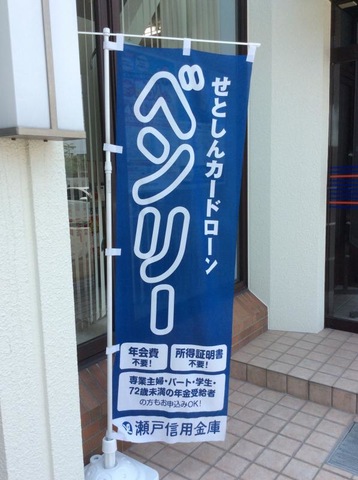 せとしんカードローン
ベンリー
年会費
不要!
所得証明書
不要!
専業主婦・パート・学生・
72歳未満の年金受給者
の方もお申込みOK!
瀬戸信用金庫